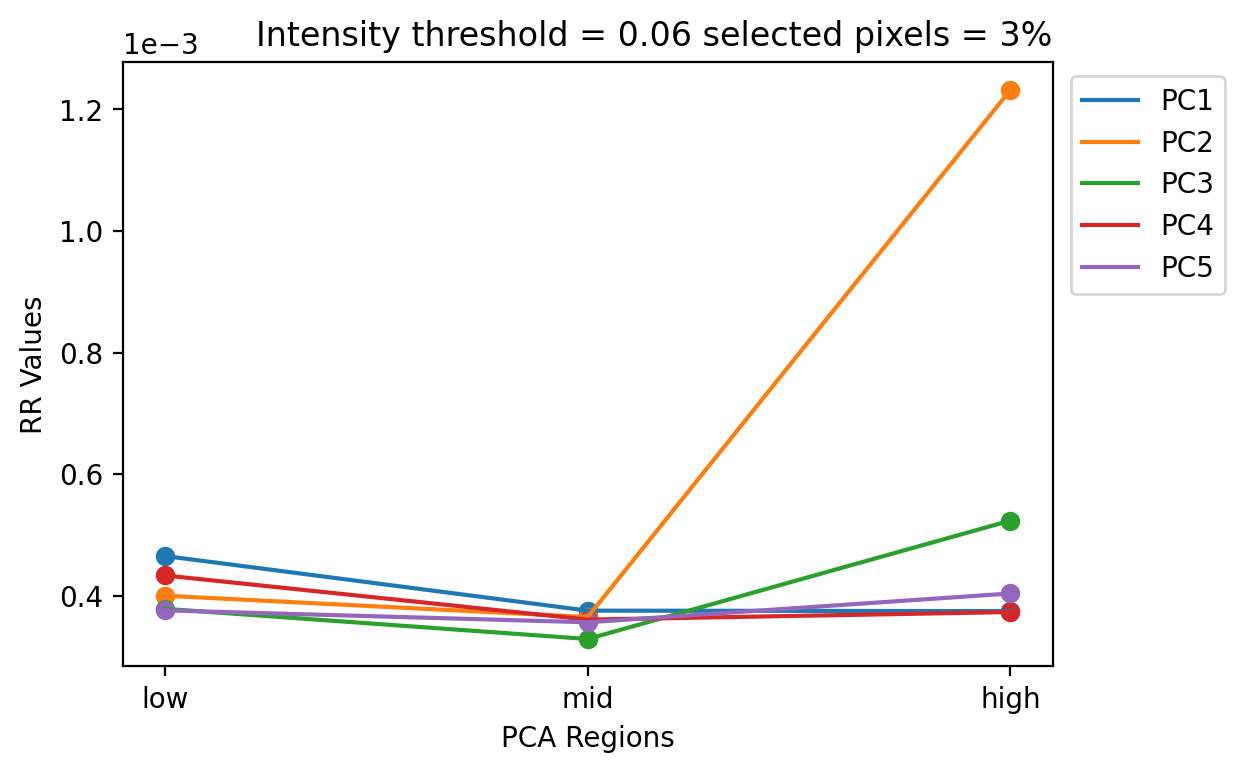 Intensity threshold = 0.06 selected pixels = 3%
1e−3
1.2
1.0
0.8
0.6
0.4
RR Values
low
mid
high
PCA Regions
PC1
PC2
PC3
PC4
PC5